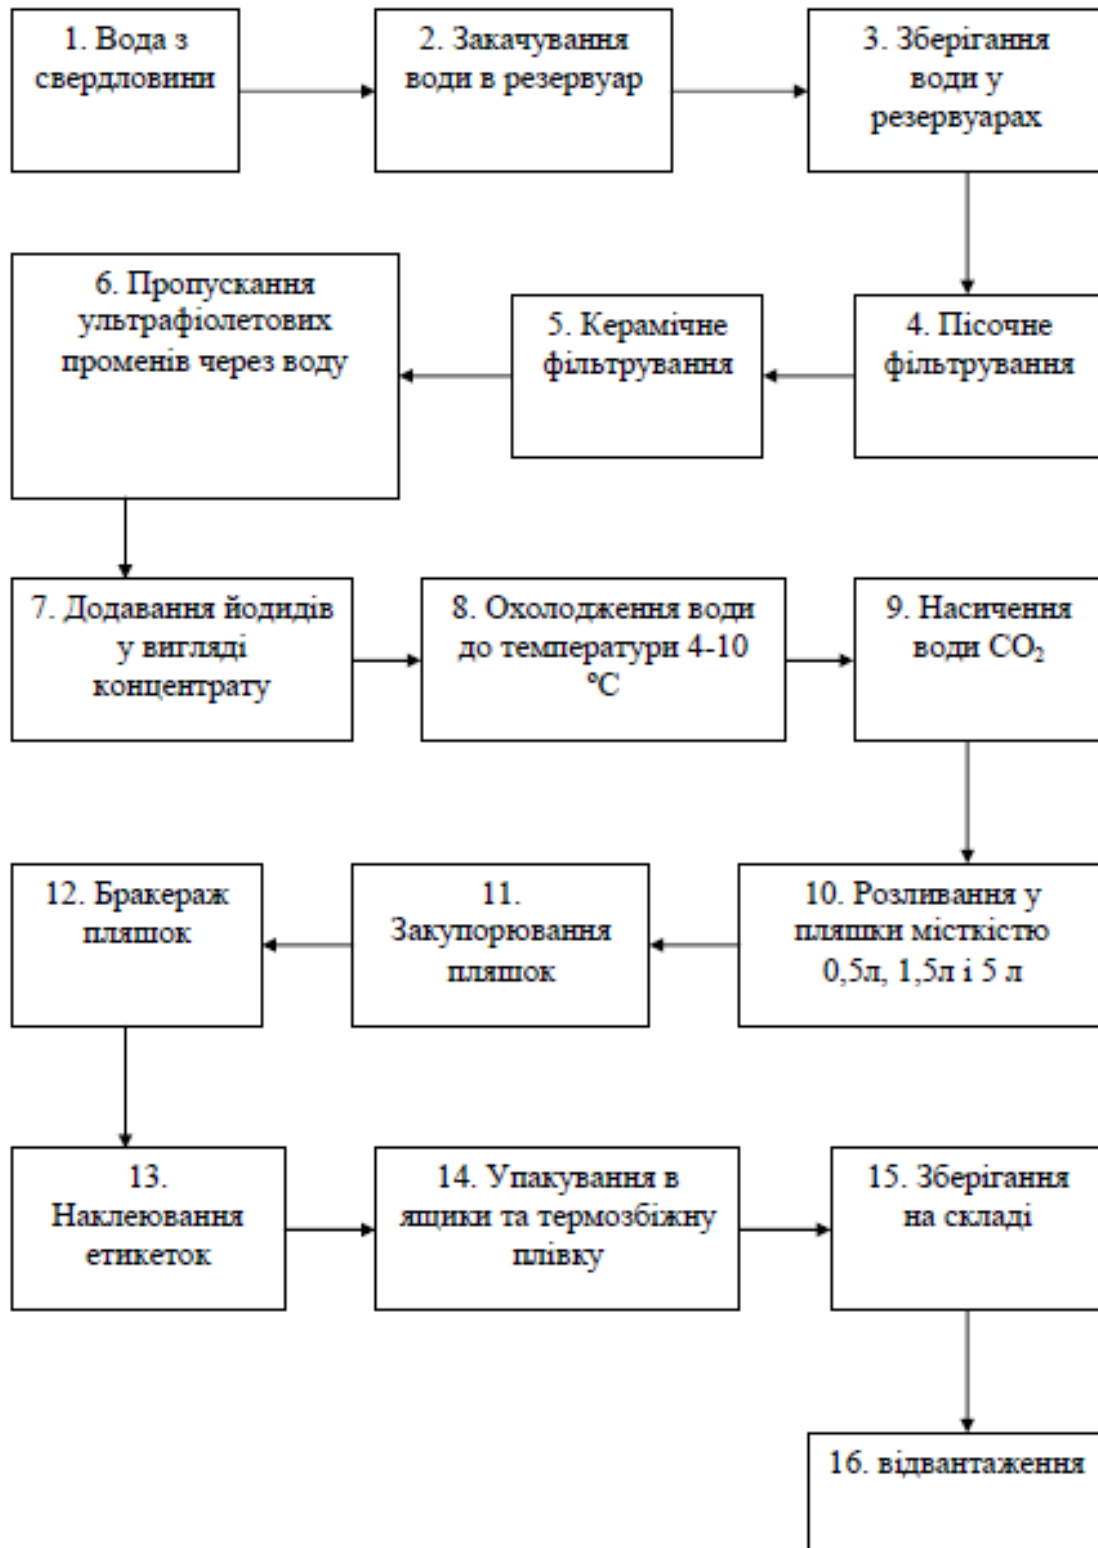 1. Вода з
свердловини
2. Закачування
води в резервуар
3. Зберігання
води у
резервуарах
4. Пісочне
фільтрування
5. Керамічне
фільтрування
6. Пропускання
ультрафіолетових
променів через воду
7. Додавання йодидів
у вигляді
концентрату
8. Охолодження води
до температури 4-10
ºС
9. Насичення
води CO₂
10. Розливання у
пляшки місткістю
0,5л, 1,5л і 5 л
11.
Закупорювання
пляшок
12. Бракераж
пляшок
13.
Наклеювання
етикеток
14. Упакування в
ящики та термозбіжну
плівку
15. Зберігання
на складі
16. відвантаження